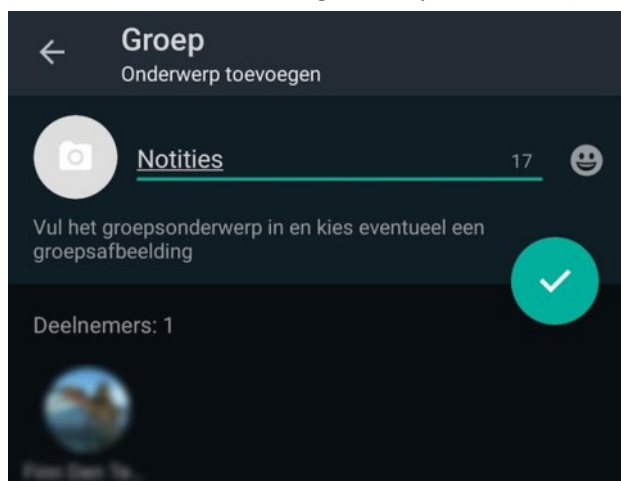 Groep
Onderwerp toevoegen
Notities 17
Vul het groepsonderwerp in en kies eventueel een
groepsafbeelding
Deelnemers: 1